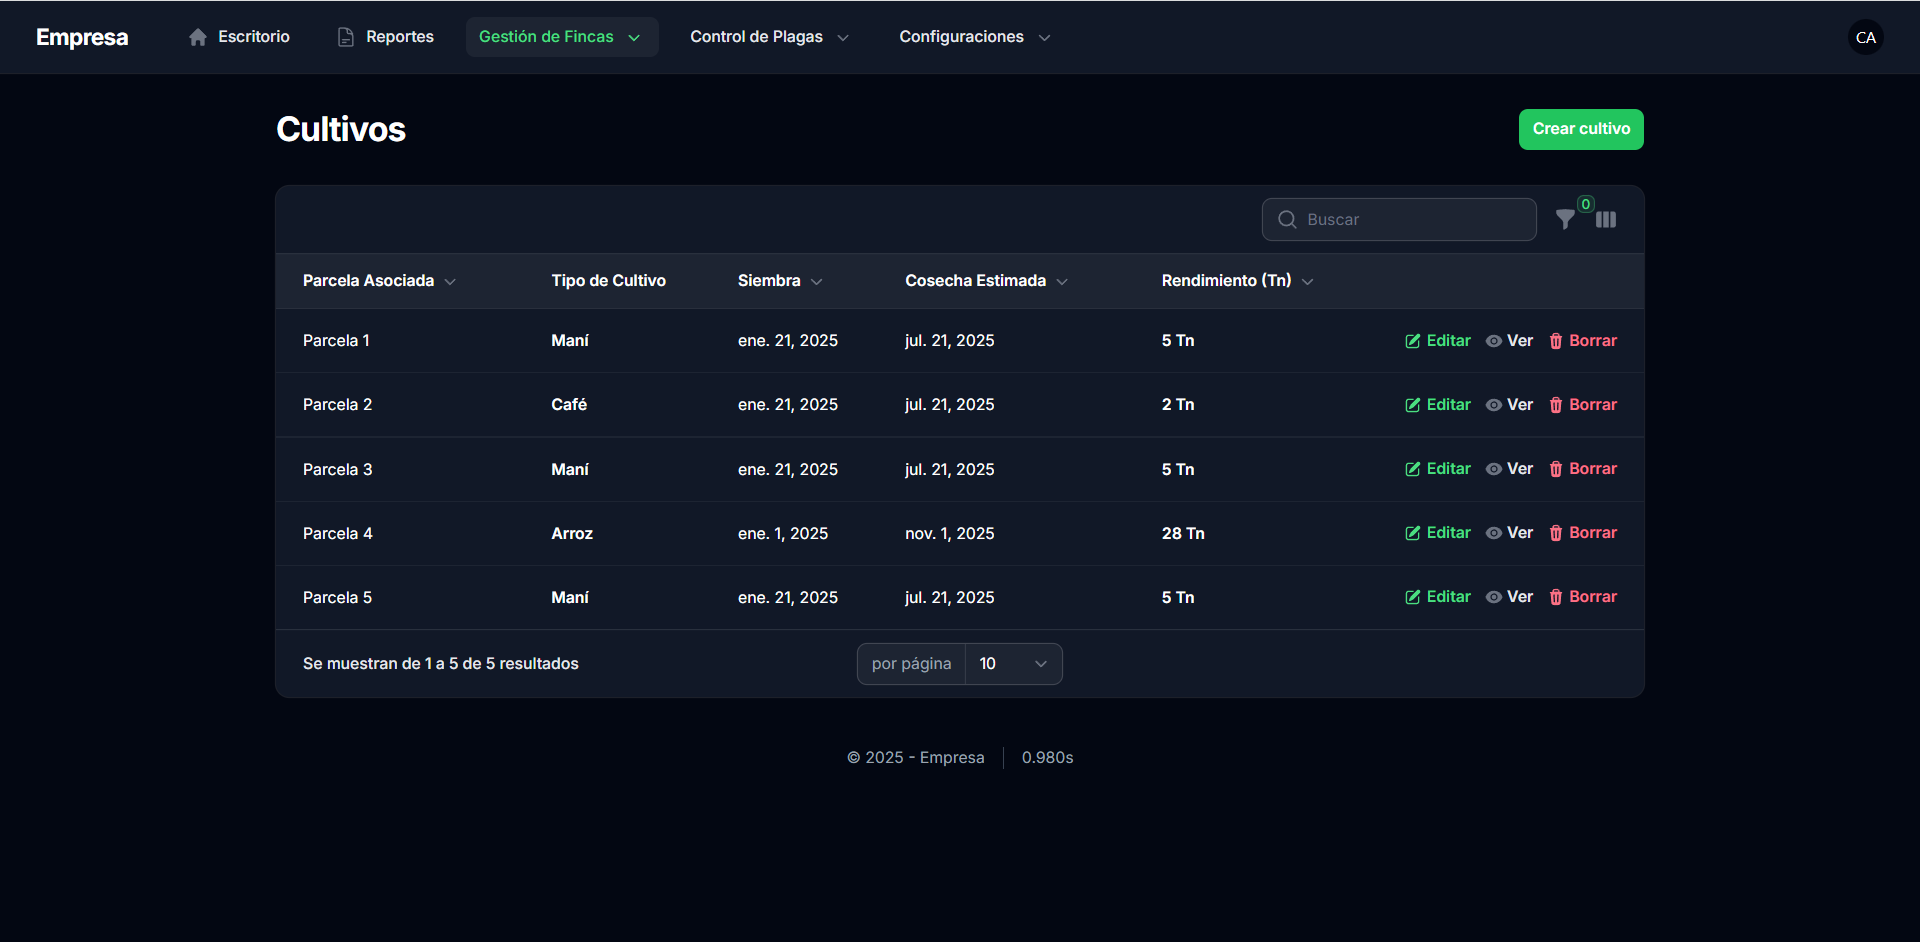 Empresa Escritorio Reportes Gestión de Fincas Control de Plagas Configuraciones CA
Cultivos Crear cultivo
Buscar 0
Parcela Asociada Tipo de Cultivo Siembra Cosecha Estimada Rendimiento (Tn)
Parcela 1 Maní ene. 21, 2025 jul. 21, 2025 5 Tn Editar Ver Borrar
Parcela 2 Café ene. 21, 2025 jul. 21, 2025 2 Tn Editar Ver Borrar
Parcela 3 Maní ene. 21, 2025 jul. 21, 2025 5 Tn Editar Ver Borrar
Parcela 4 Arroz ene. 1, 2025 nov. 1, 2025 28 Tn Editar Ver Borrar
Parcela 5 Maní ene. 21, 2025 jul. 21, 2025 5 Tn Editar Ver Borrar
Se muestran de 1 a 5 de 5 resultados por página 10
© 2025 - Empresa 0.980s